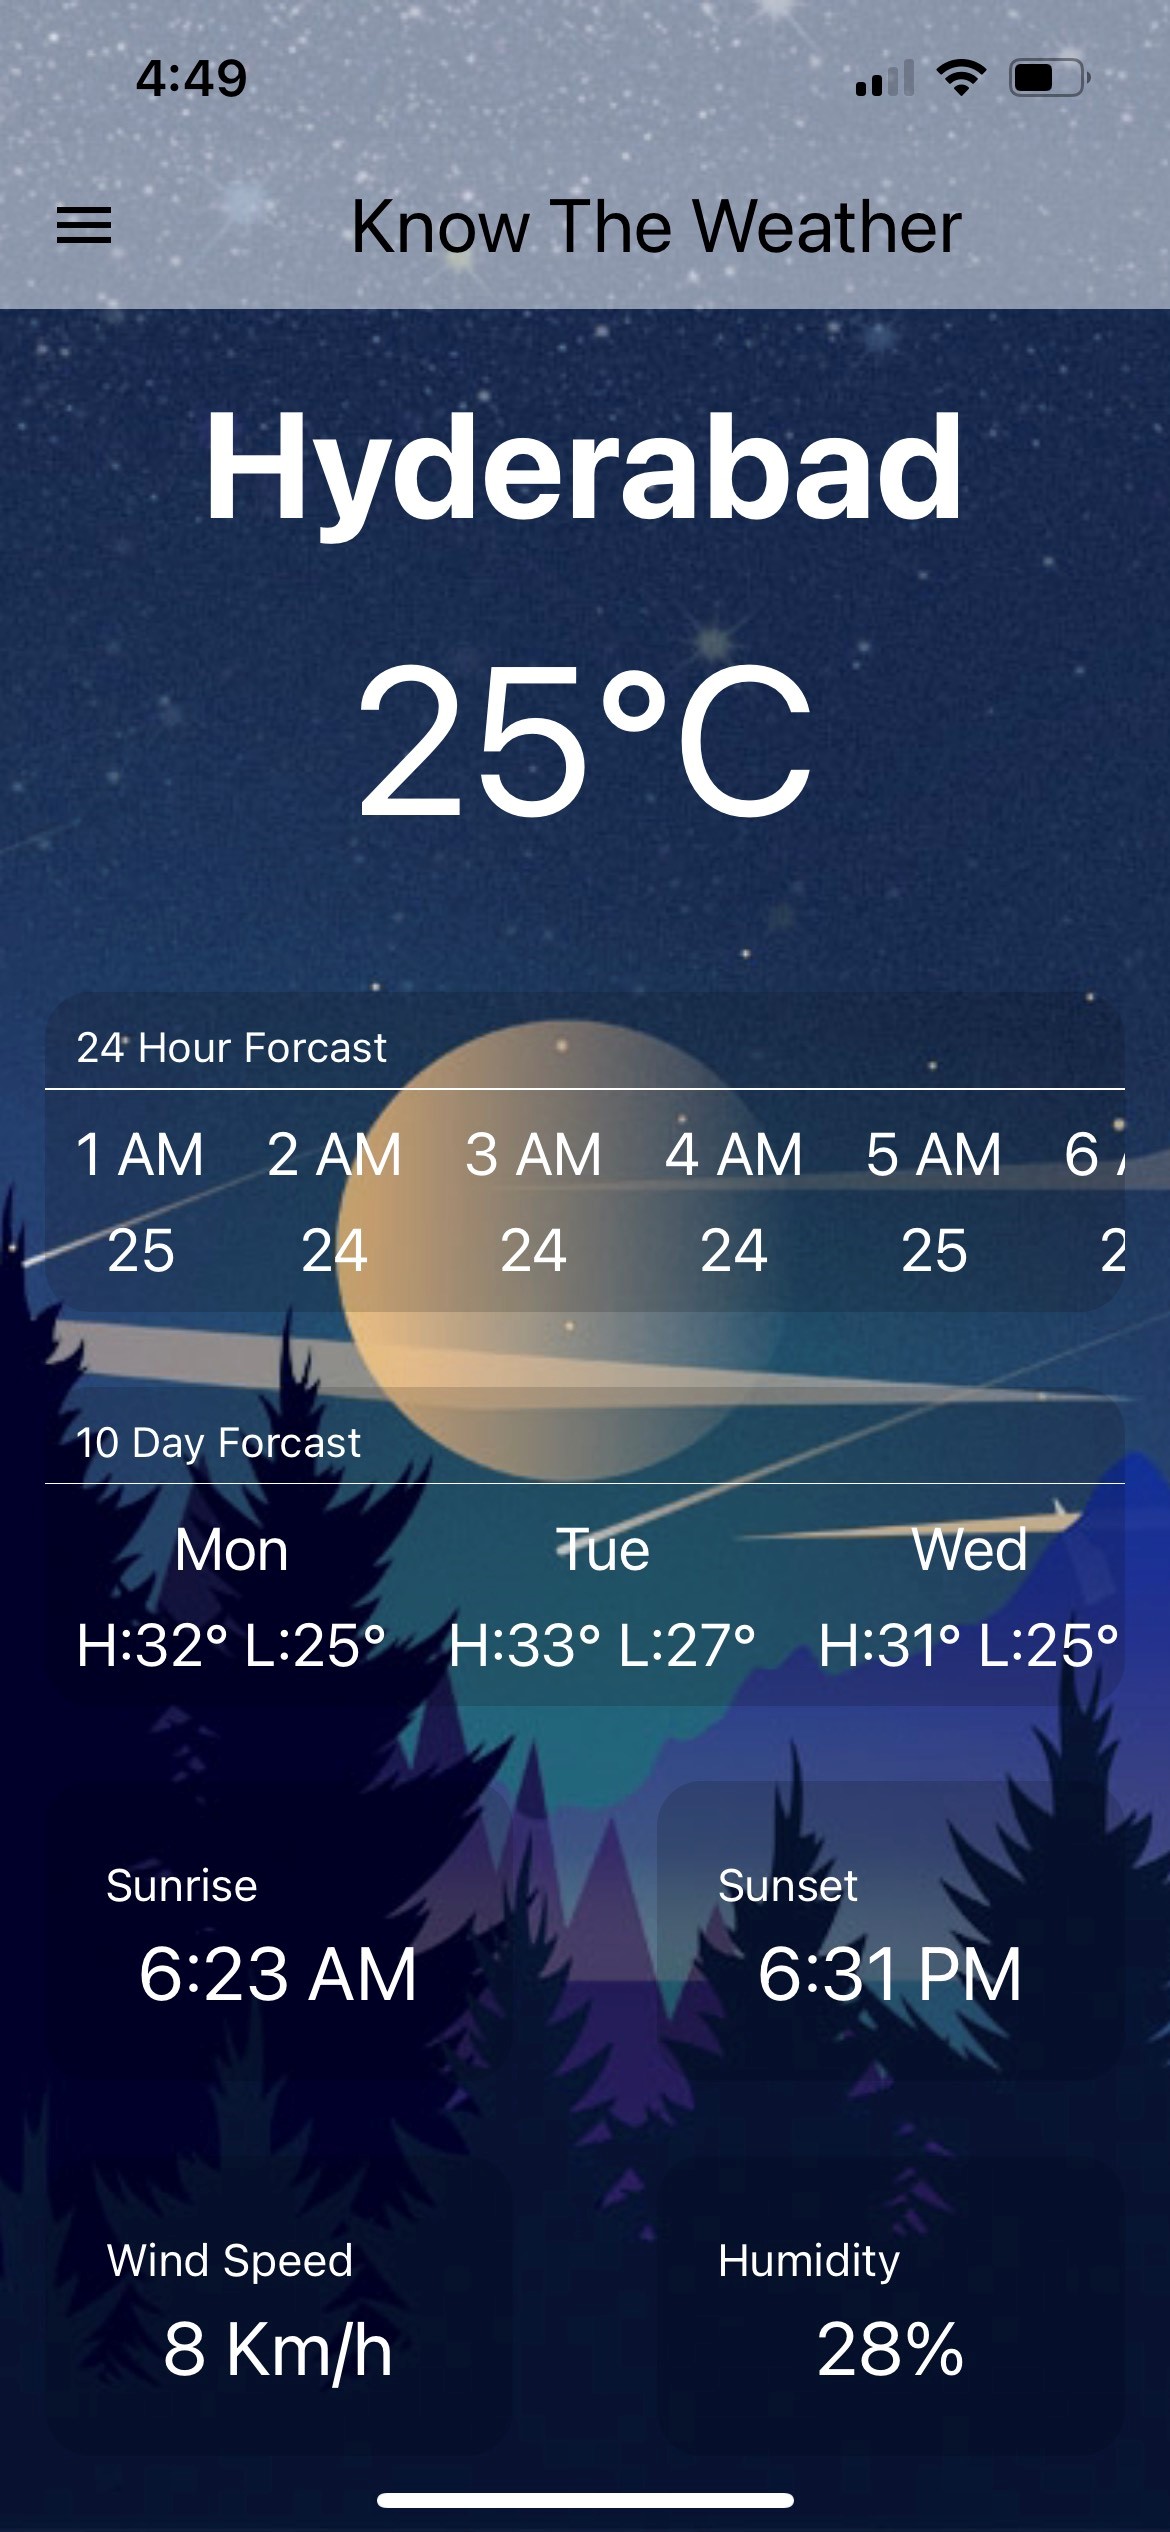 4:49
Know The Weather
Hyderabad
25°C
24 Hour Forcast
1 AM 2 AM 3 AM 4 AM 5 AM 6
25 24 24 24 25 2
10 Day Forcast
Mon Tue Wed
H:32° L:25° H:33° L:27° H:31° L:25°
Sunrise Sunset
6:23 AM 6:31 PM
Wind Speed Humidity
8 Km/h 28%